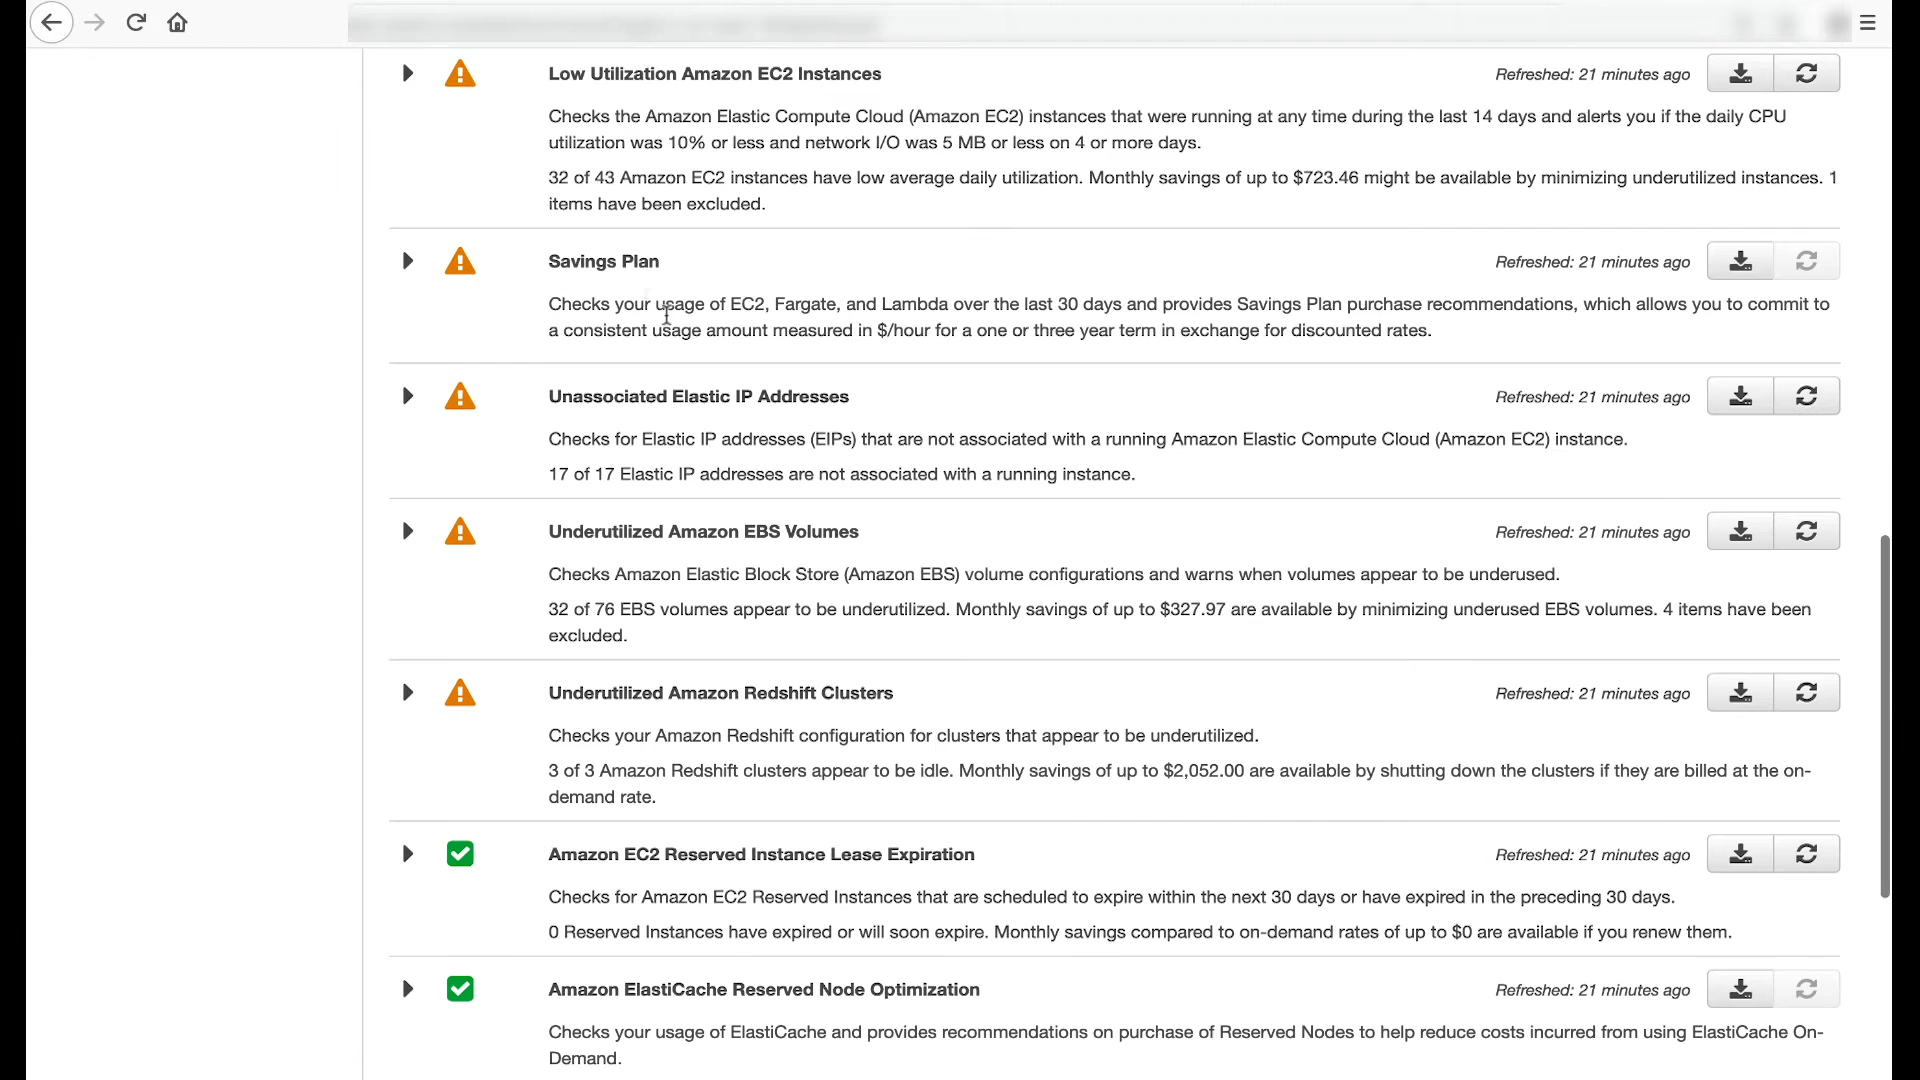 Low Utilization Amazon EC2 Instances
Refreshed: 21 minutes ago
Checks the Amazon Elastic Compute Cloud (Amazon EC2) instances that were running at any time during the last 14 days and alerts you if the daily CPU
utilization was 10% or less and network I/O was 5 MB or less on 4 or more days.
32 of 43 Amazon EC2 instances have low average daily utilization. Monthly savings of up to $723.46 might be available by minimizing underutilized instances. 1
items have been excluded.
Savings Plan
Refreshed: 21 minutes ago
Checks your usage of EC2, Fargate, and Lambda over the last 30 days and provides Savings Plan purchase recommendations, which allows you to commit to
a consistent usage amount measured in $/hour for a one or three year term in exchange for discounted rates.
Unassociated Elastic IP Addresses
Refreshed: 21 minutes ago
Checks for Elastic IP addresses (EIPs) that are not associated with a running Amazon Elastic Compute Cloud (Amazon EC2) instance.
17 of 17 Elastic IP addresses are not associated with a running instance.
Underutilized Amazon EBS Volumes
Refreshed: 21 minutes ago
Checks Amazon Elastic Block Store (Amazon EBS) volume configurations and warns when volumes appear to be underused.
32 of 76 EBS volumes appear to be underutilized. Monthly savings of up to $327.97 are available by minimizing underused EBS volumes. 4 items have been
excluded.
Underutilized Amazon Redshift Clusters
Refreshed: 21 minutes ago
Checks your Amazon Redshift configuration for clusters that appear to be underutilized.
3 of 3 Amazon Redshift clusters appear to be idle. Monthly savings of up to $2,052.00 are available by shutting down the clusters if they are billed at the on-
demand rate.
Amazon EC2 Reserved Instance Lease Expiration
Refreshed: 21 minutes ago
Checks for Amazon EC2 Reserved Instances that are scheduled to expire within the next 30 days or have expired in the preceding 30 days.
0 Reserved Instances have expired or will soon expire. Monthly savings compared to on-demand rates of up to $0 are available if you renew them.
Amazon ElastiCache Reserved Node Optimization
Refreshed: 21 minutes ago
Checks your usage of ElastiCache and provides recommendations on purchase of Reserved Nodes to help reduce costs incurred from using ElastiCache On-
Demand.